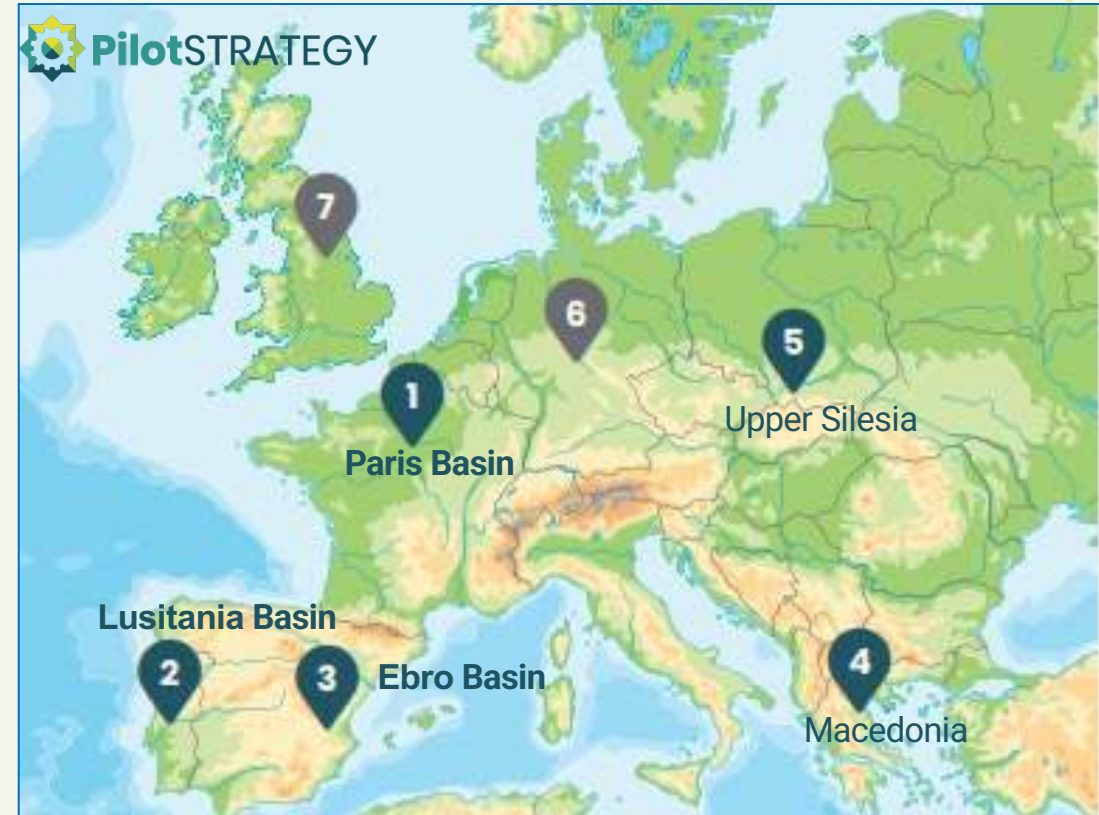 PilotSTRATEGY
7
6
5
1
Upper Silesia
Paris Basin
Lusitania Basin
2
3
Ebro Basin
4
Macedonia